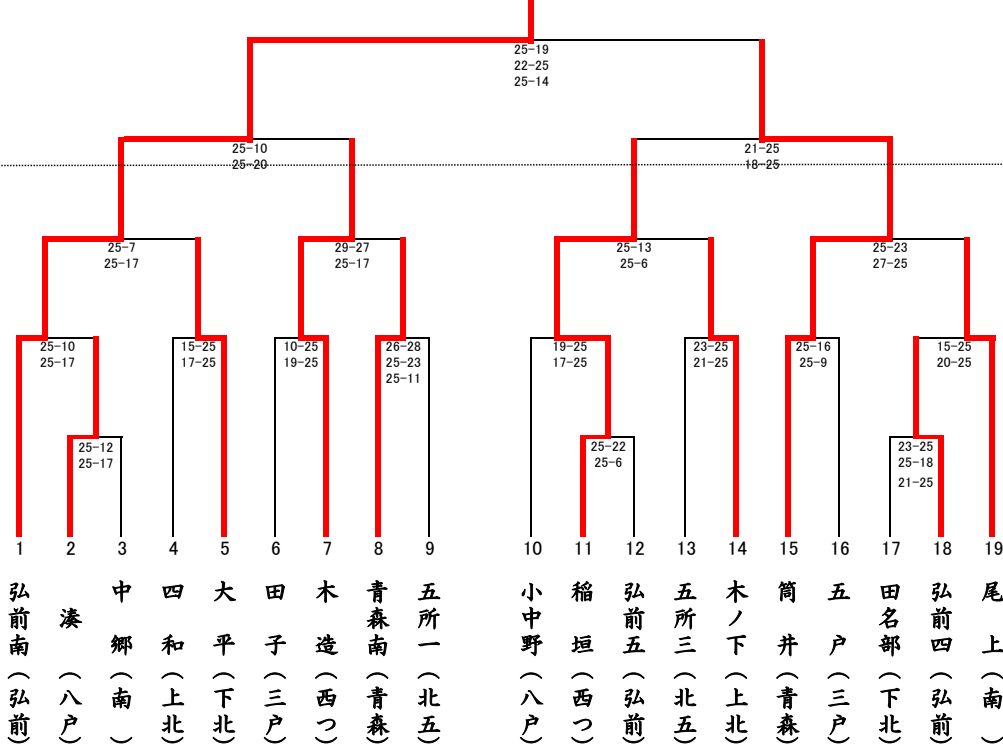 25-19
22-25
25-14
25-10
25-20
21-25
18-25
25-7
25-17
29-27
25-17
25-13
25-6
25-23
27-25
25-10
25-17
15-25
17-25
10-25
19-25
26-28
25-23
25-11
19-25
17-25
23-25
21-25
25-16
25-9
15-25
20-25
25-12
25-17
25-22
25-6
23-25
25-18
21-25
1 2 3 4 5 6 7 8 9 10 11 12 13 14 15 16 17 18 19
弘前南(弘前)
湊(八戸)
中郷(南)
四和(上北)
大平(下北)
田子(三戸)
木造(西つ)
青森南(青森)
五所一(北五)
小中野(八戸)
稲垣(西つ)
弘前五(弘前)
五所三(北五)
木ノ下(上北)
筒井(青森)
五戸(三戸)
田名部(下北)
弘前四(弘前)
尾上(南)